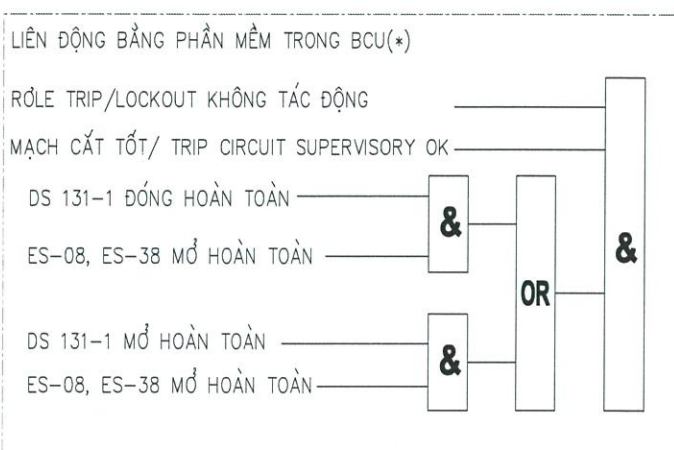 LIÊN ĐỘNG BẰNG PHẦN MỀM TRONG BCU(*)
RƠLE TRIP/LOCKOUT KHÔNG TÁC ĐỘNG
MẠCH CẮT TỐT/ TRIP CIRCUIT SUPERVISORY OK
DS 131-1 ĐÓNG HOÀN TOÀN
&
ES-08, ES-38 MỞ HOÀN TOÀN
&
OR
DS 131-1 MỞ HOÀN TOÀN
&
ES-08, ES-38 MỞ HOÀN TOÀN